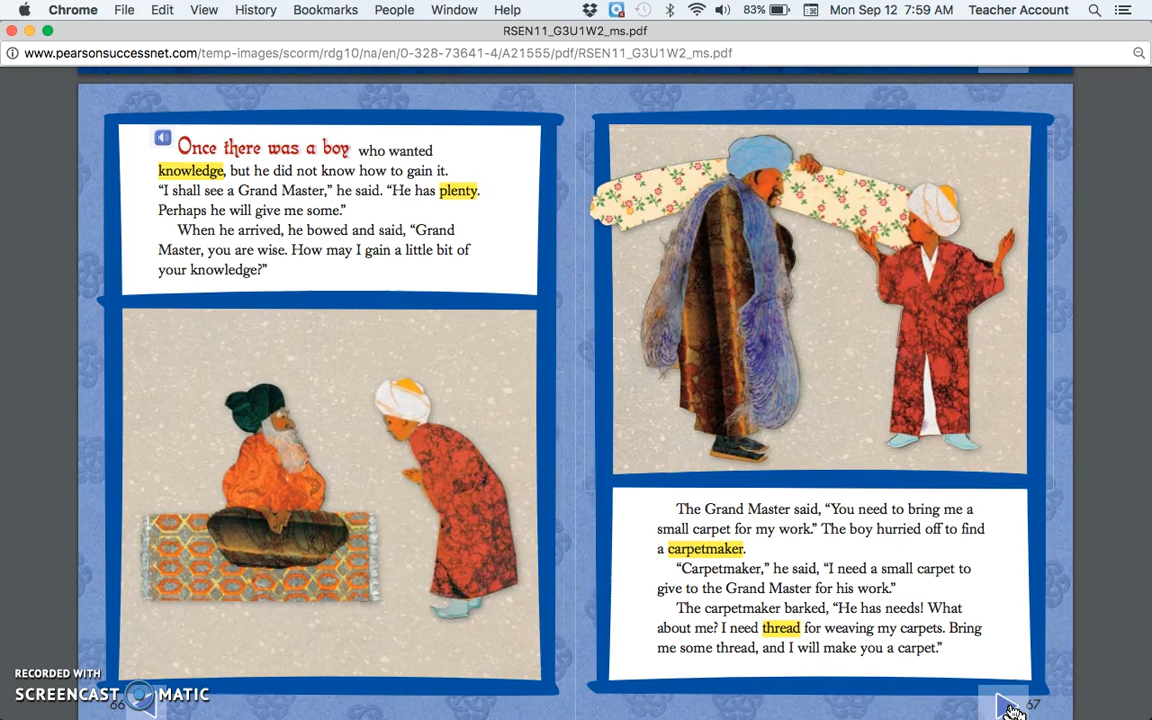 Chrome File Edit View History Bookmarks People Window Help 83% Mon Sep 12 7:59 AM Teacher Account
RSEN11_G3U1W2_ms.pdf
www.pearsonsuccessnet.com/temp-images/scorm/rdg10/na/en/0-328-73641-4/A21555/pdf/RSEN11_G3U1W2_ms.pdf
Once there was a boy who wanted
knowledge, but he did not know how to gain it.
“I shall see a Grand Master,” he said. “He has plenty.
Perhaps he will give me some.”
When he arrived, he bowed and said, “Grand
Master, you are wise. How may I gain a little bit of
your knowledge?”
The Grand Master said, “You need to bring me a
small carpet for my work.” The boy hurried off to find
a carpetmaker.
“Carpetmaker,” he said, “I need a small carpet to
give to the Grand Master for his work.”
The carpetmaker barked, “He has needs! What
about me? I need thread for weaving my carpets. Bring
me some thread, and I will make you a carpet.”
RECORDED WITH
SCREENCAST MATIC
66
67